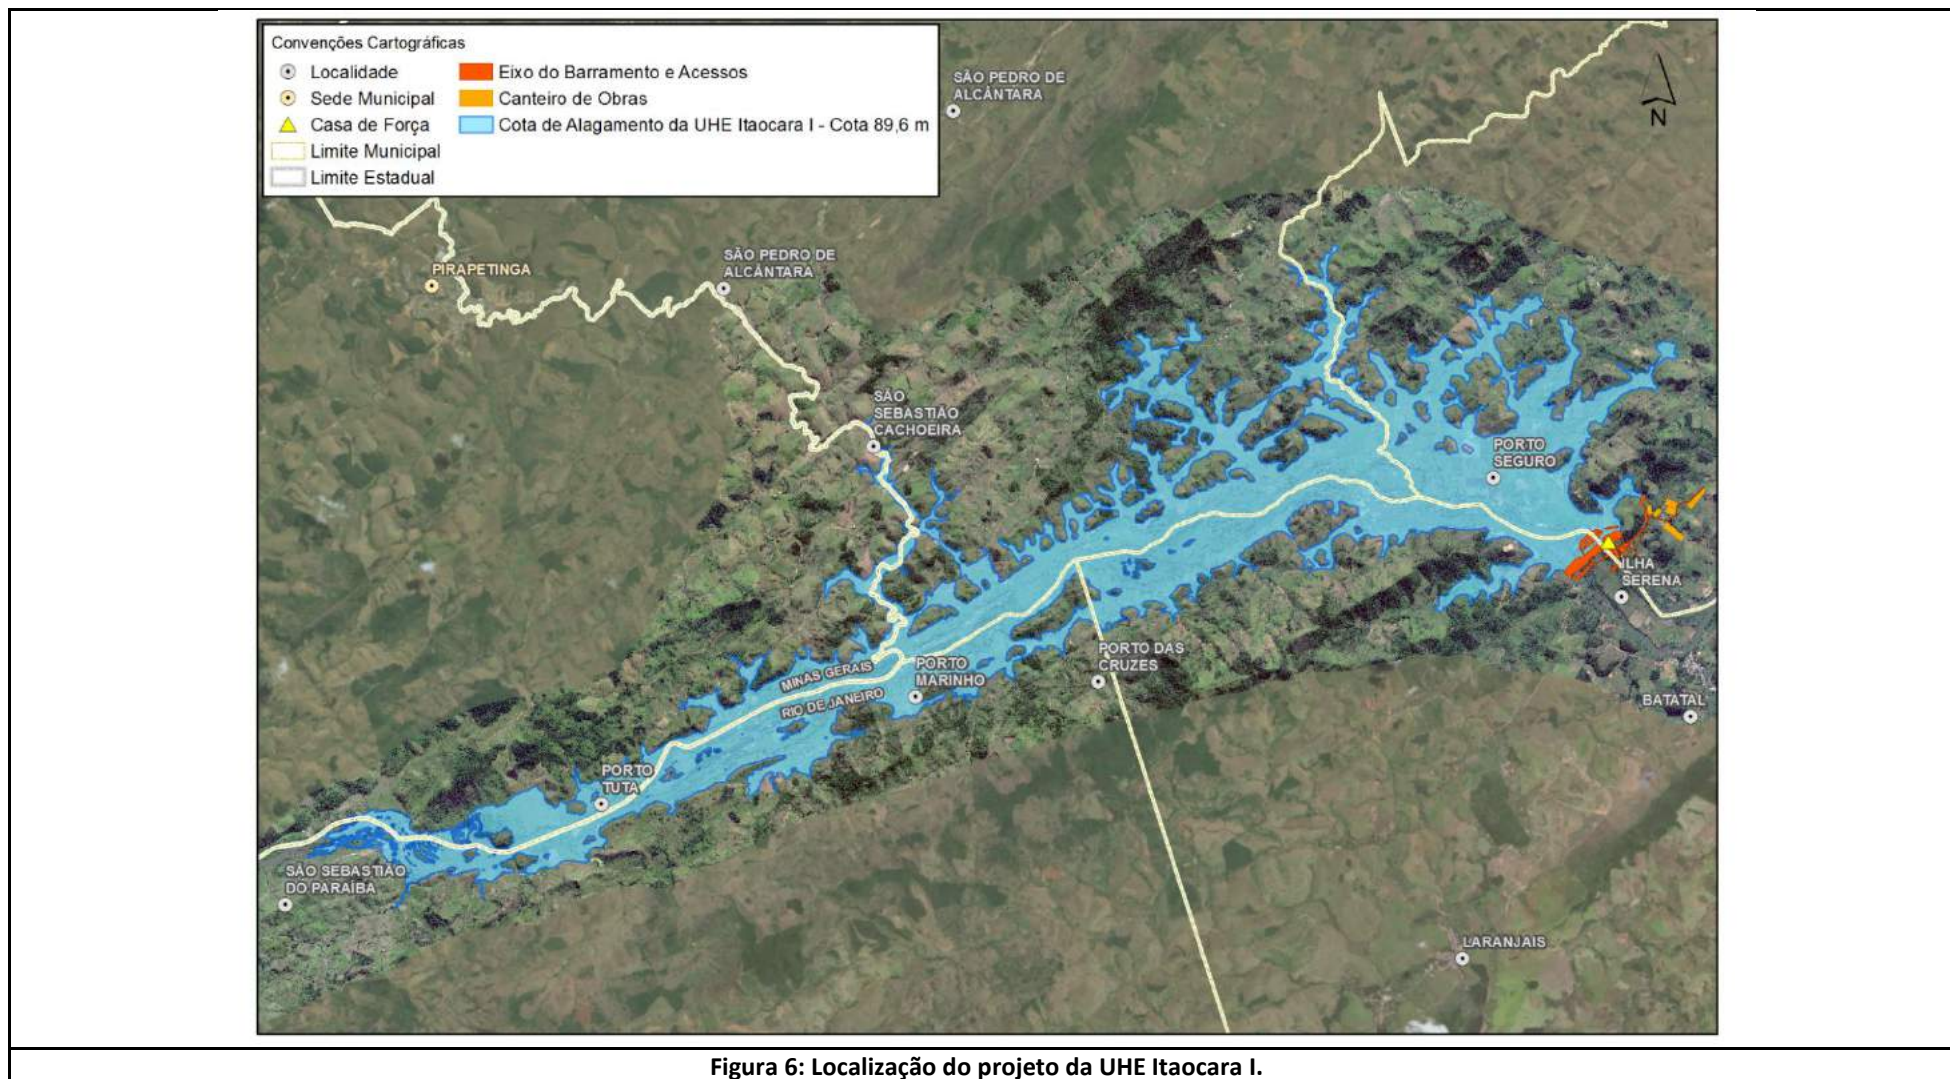 Convenções Cartográficas
Localidade
Eixo do Barramento e Acessos
Sede Municipal
Canteiro de Obras
Casa de Força
Cota de Alagamento da UHE Itaocara I - Cota 89,6 m
Limite Municipal
Limite Estadual
SÃO PEDRO DE
ALCÂNTARA
N
PIRAPETINGA
SÃO PEDRO DE
ALCÂNTARA
SÃO
SEBASTIÃO
CACHOEIRA
PORTO
SEGURO
ILHA
SERENA
PORTO DAS
CRUZES
MINAS GERAIS
RIO DE JANEIRO
PORTO
MARINHO
BATATAL
PORTO
TUTA
SÃO SEBASTIÃO
DO PARAÍBA
LARANJAIS
Figura 6: Localização do projeto da UHE Itaocara I.